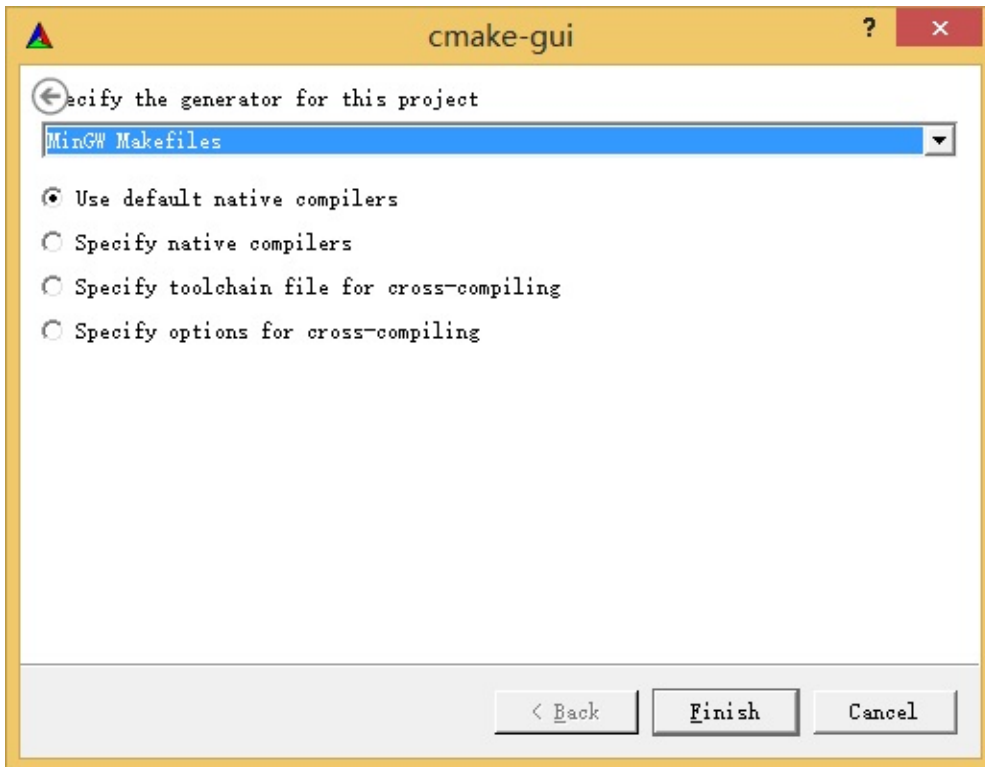 cmake-gui
?
ecify the generator for this project
MinGW Makefiles
Use default native compilers
Specify native compilers
Specify toolchain file for cross-compiling
Specify options for cross-compiling
< Back
Finish
Cancel